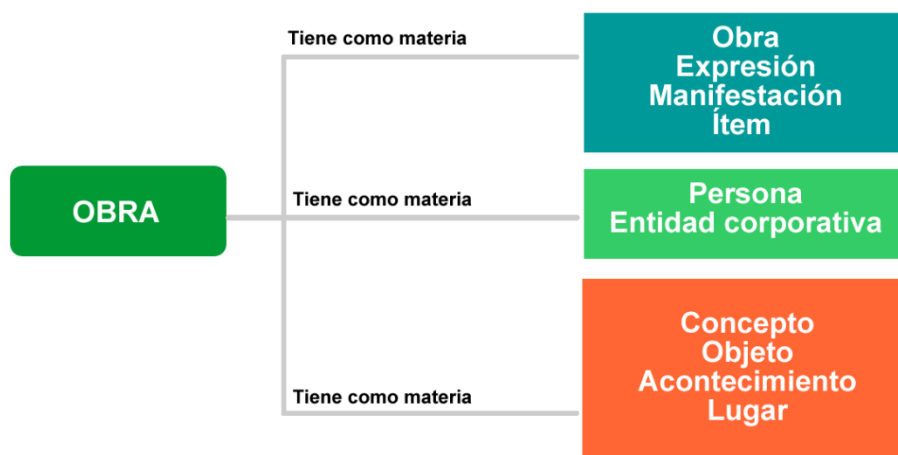 Tiene como materia
Obra
Expresión
Manifestación
Ítem
OBRA
Tiene como materia
Persona
Entidad corporativa
Tiene como materia
Concepto
Objeto
Acontecimiento
Lugar